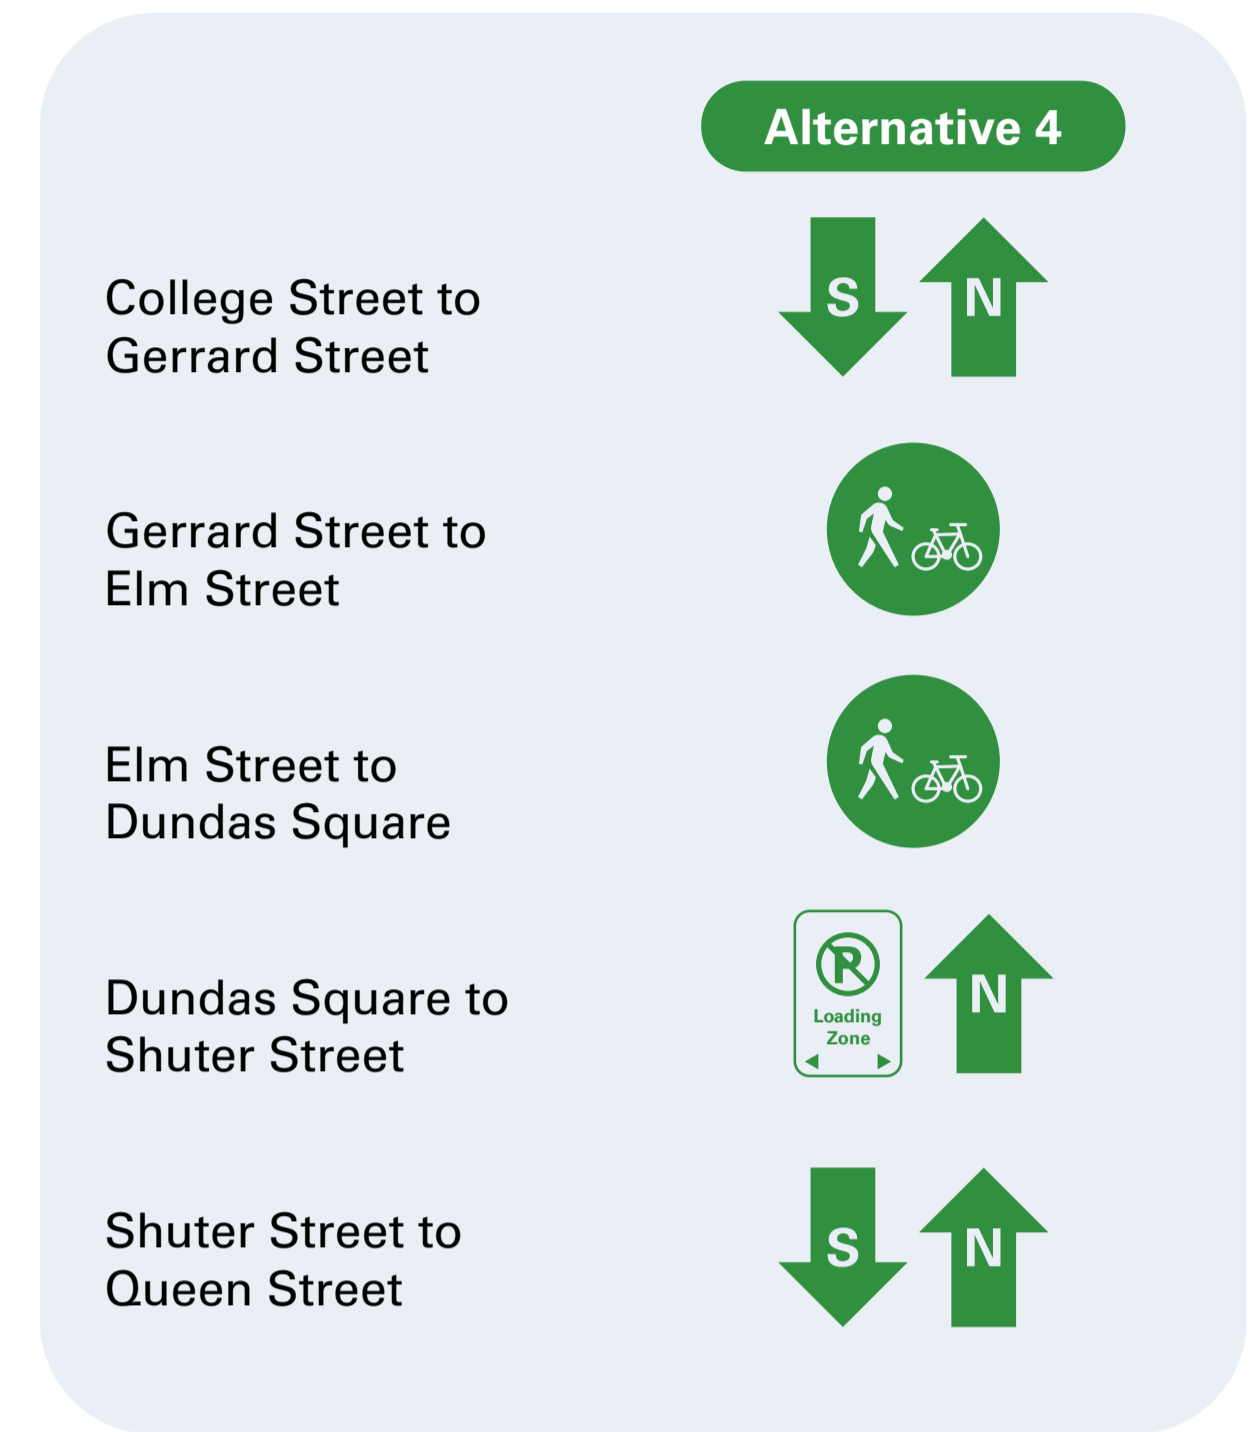 Alternative 4
College Street to
Gerrard Street
S N
Gerrard Street to
Elm Street
Elm Street to
Dundas Square
Dundas Square to
Shuter Street
P
Loading
Zone
N
Shuter Street to
Queen Street
S N